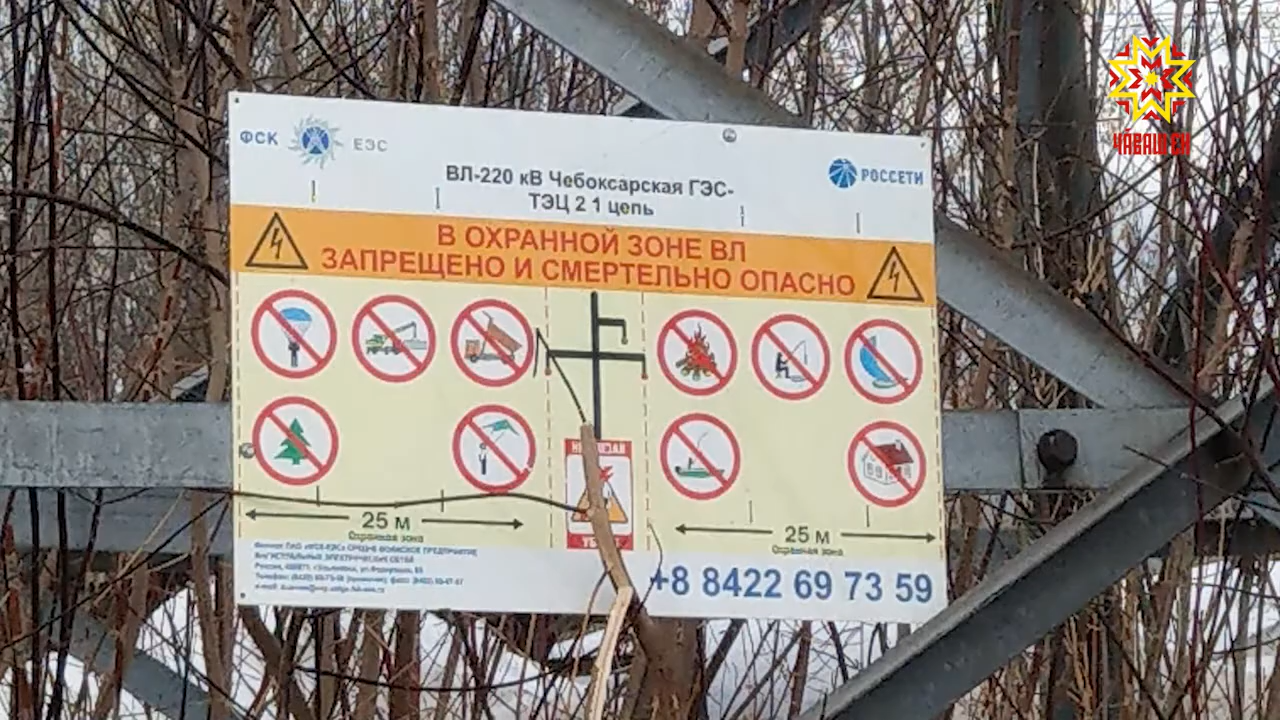 ЧӐВАШ ЕН
ФСК ЕЭС
РОССЕТИ
ВЛ-220 кВ Чебоксарская ГЭС-
ТЭЦ 2 1 цепь
В ОХРАННОЙ ЗОНЕ ВЛ
ЗАПРЕЩЕНО И СМЕРТЕЛЬНО ОПАСНО
25 м
Охранная зона
25 м
Охранная зона
+8 8422 69 73 59